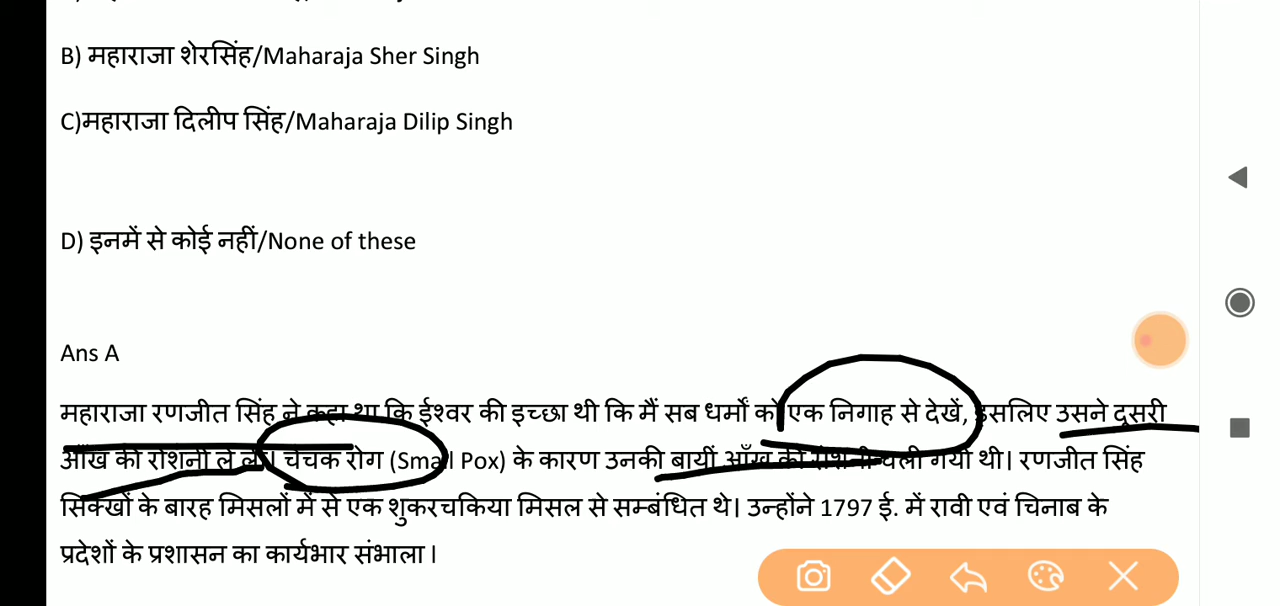 B) महाराजा शेरसिंह/Maharaja Sher Singh
C)महाराजा दिलीप सिंह/Maharaja Dilip Singh
D) इनमें से कोई नहीं/None of these
Ans A
महाराजा रणजीत सिंह ने कहा था कि ईश्वर की इच्छा थी कि मैं सब धर्मों को एक निगाह से देखें, इसलिए उसने दूसरी
आँख की रोशनी ले ली। चेचक रोग (Small Pox) के कारण उनकी बायीं आँख की रोशनी चली गयी थी। रणजीत सिंह
सिक्खों के बारह मिसलों में से एक शुकरचकिया मिसल से सम्बंधित थे। उन्होंने 1797 ई. में रावी एवं चिनाब के
प्रदेशों के प्रशासन का कार्यभार संभाला।